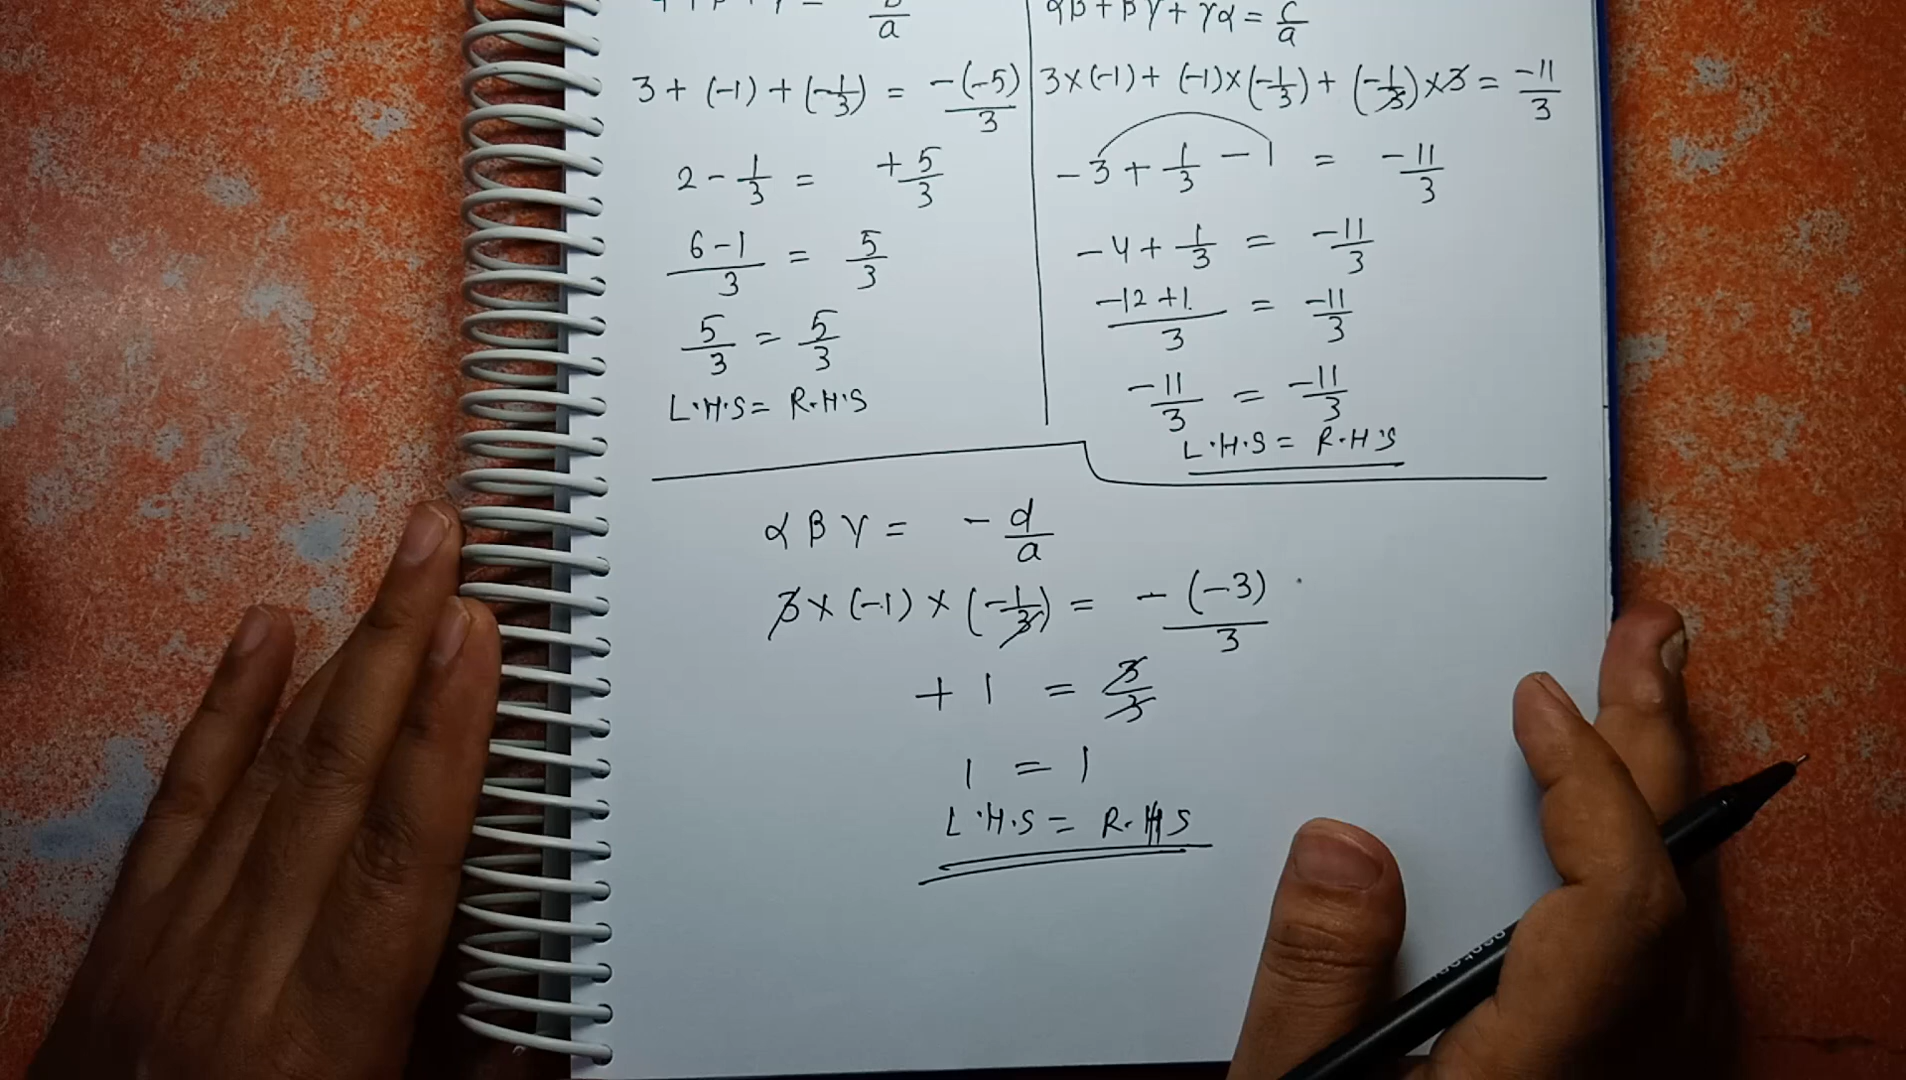 α + β + γ = -b/a
3 + (-1) + (-1/3) = -(-5)/3
2 - 1/3 = +5/3
6-1/3 = 5/3
5/3 = 5/3
L.H.S = R.H.S
αβ + βγ + γα = c/a
3×(-1) + (-1)×(-1/3) + (-1/3)×3 = -11/3
-3 + 1/3 - 1 = -11/3
-4 + 1/3 = -11/3
-12+1/3 = -11/3
-11/3 = -11/3
L.H.S = R.H.S
αβγ = -d/a
3×(-1)×(-1/3) = -(-3)/3
+1 = 3/3
1 = 1
L.H.S = R.H.S